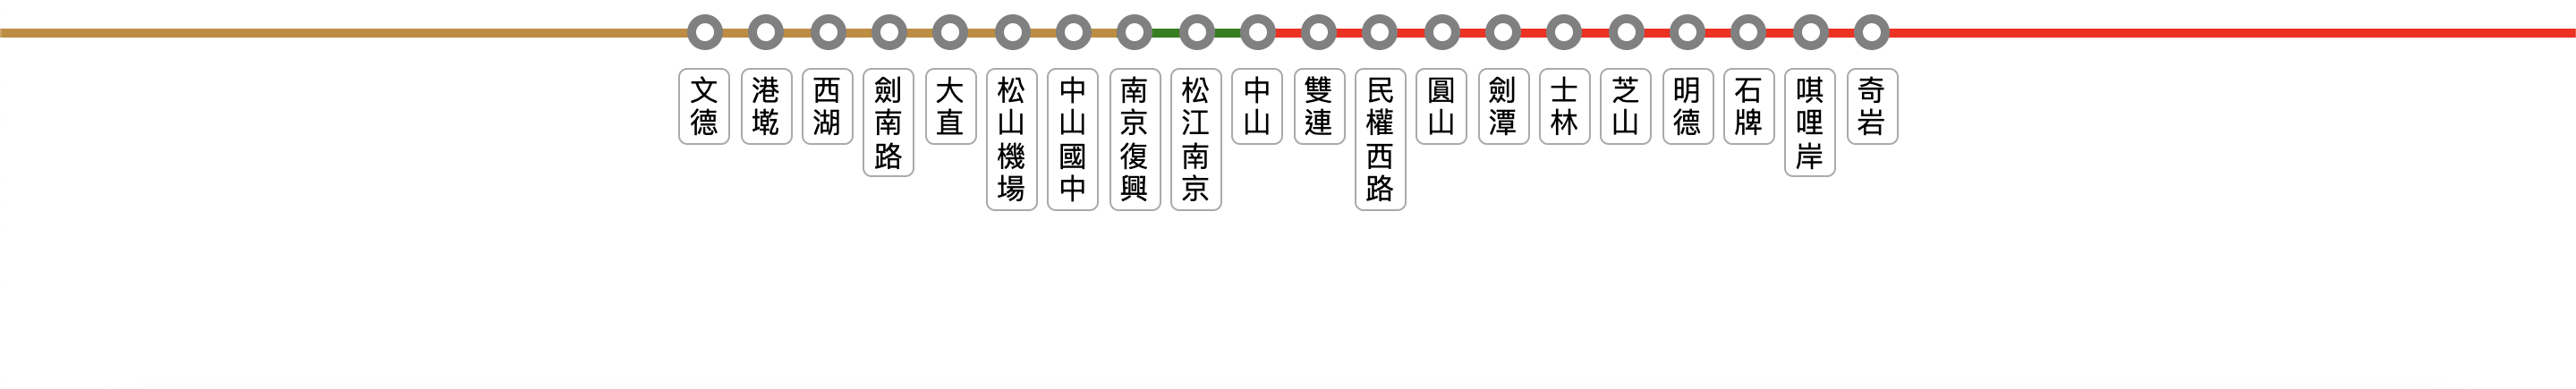 文德
港墘
西湖
劍南路
大直
松山機場
中山國中
南京復興
松江南京
中山
雙連
民權西路
圓山
劍潭
士林
芝山
明德
石牌
唭哩岸
奇岩